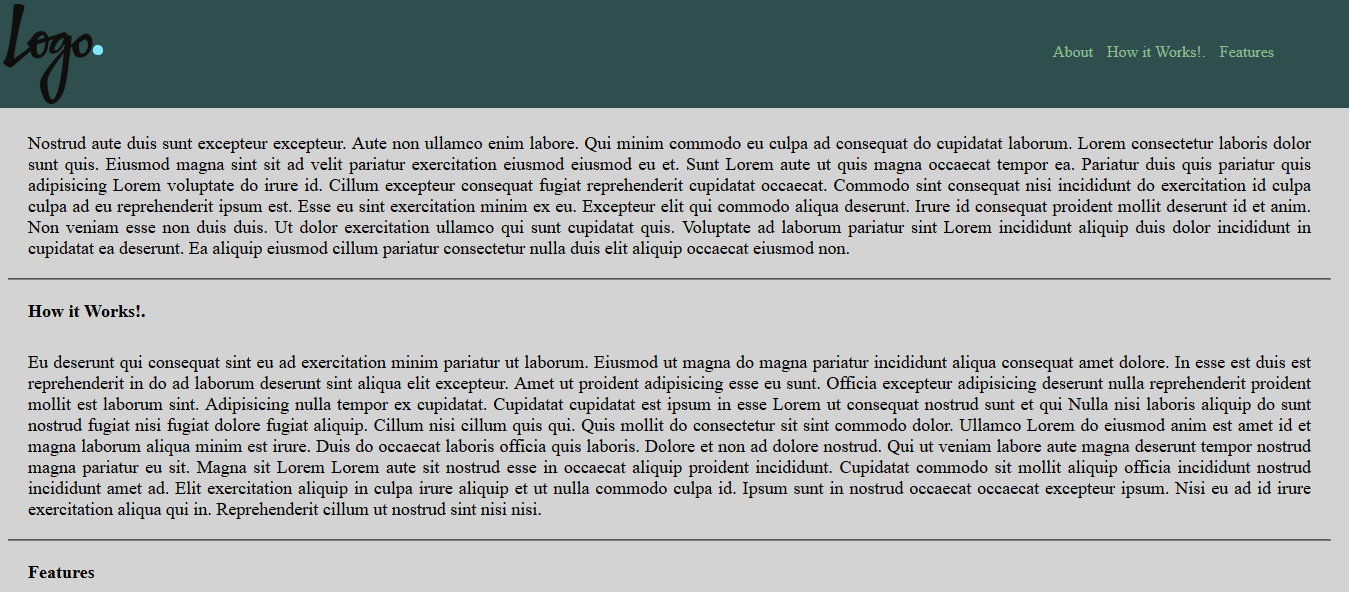 Logo.
About How it Works!. Features
Nostrud aute duis sunt excepteur excepteur. Aute non ullamco enim labore. Qui minim commodo eu culpa ad consequat do cupidatat laborum. Lorem consectetur laboris dolor
sunt quis. Eiusmod magna sint sit ad velit pariatur exercitation eiusmod eiusmod eu et. Sunt Lorem aute ut quis magna occaecat tempor ea. Pariatur duis quis pariatur quis
adipisicing Lorem voluptate do irure id. Cillum excepteur consequat fugiat reprehenderit cupidatat occaecat. Commodo sint consequat nisi incididunt do exercitation id culpa
culpa ad eu reprehenderit ipsum est. Esse eu sint exercitation minim ex eu. Excepteur elit qui commodo aliqua deserunt. Irure id consequat proident mollit deserunt id et anim.
Non veniam esse non duis duis. Ut dolor exercitation ullamco qui sunt cupidatat quis. Voluptate ad laborum pariatur sint Lorem incididunt aliquip duis dolor incididunt in
cupidatat ea deserunt. Ea aliquip eiusmod cillum pariatur consectetur nulla duis elit aliquip occaecat eiusmod non.
How it Works!.
Eu deserunt qui consequat sint eu ad exercitation minim pariatur ut laborum. Eiusmod ut magna do magna pariatur incididunt aliqua consequat amet dolore. In esse est duis est
reprehenderit in do ad laborum deserunt sint aliqua elit excepteur. Amet ut proident adipisicing esse eu sunt. Officia excepteur adipisicing deserunt nulla reprehenderit proident
mollit est laborum sint. Adipisicing nulla tempor ex cupidatat. Cupidatat cupidatat est ipsum in esse Lorem ut consequat nostrud sunt et qui Nulla nisi laboris aliquip do sunt
nostrud fugiat nisi fugiat dolore fugiat aliquip. Cillum nisi cillum quis qui. Quis mollit do consectetur sit sint commodo dolor. Ullamco Lorem do eiusmod anim est amet id et
magna laborum aliqua minim est irure. Duis do occaecat laboris officia quis laboris. Dolore et non ad dolore nostrud. Qui ut veniam labore aute magna deserunt tempor nostrud
magna pariatur eu sit. Magna sit Lorem Lorem aute sit nostrud esse in occaecat aliquip proident incididunt. Cupidatat commodo sit mollit aliquip officia incididunt nostrud
incididunt amet ad. Elit exercitation aliquip in culpa irure aliquip et ut nulla commodo culpa id. Ipsum sunt in nostrud occaecat occaecat excepteur ipsum. Nisi eu ad id irure
exercitation aliqua qui in. Reprehenderit cillum ut nostrud sint nisi nisi.
Features